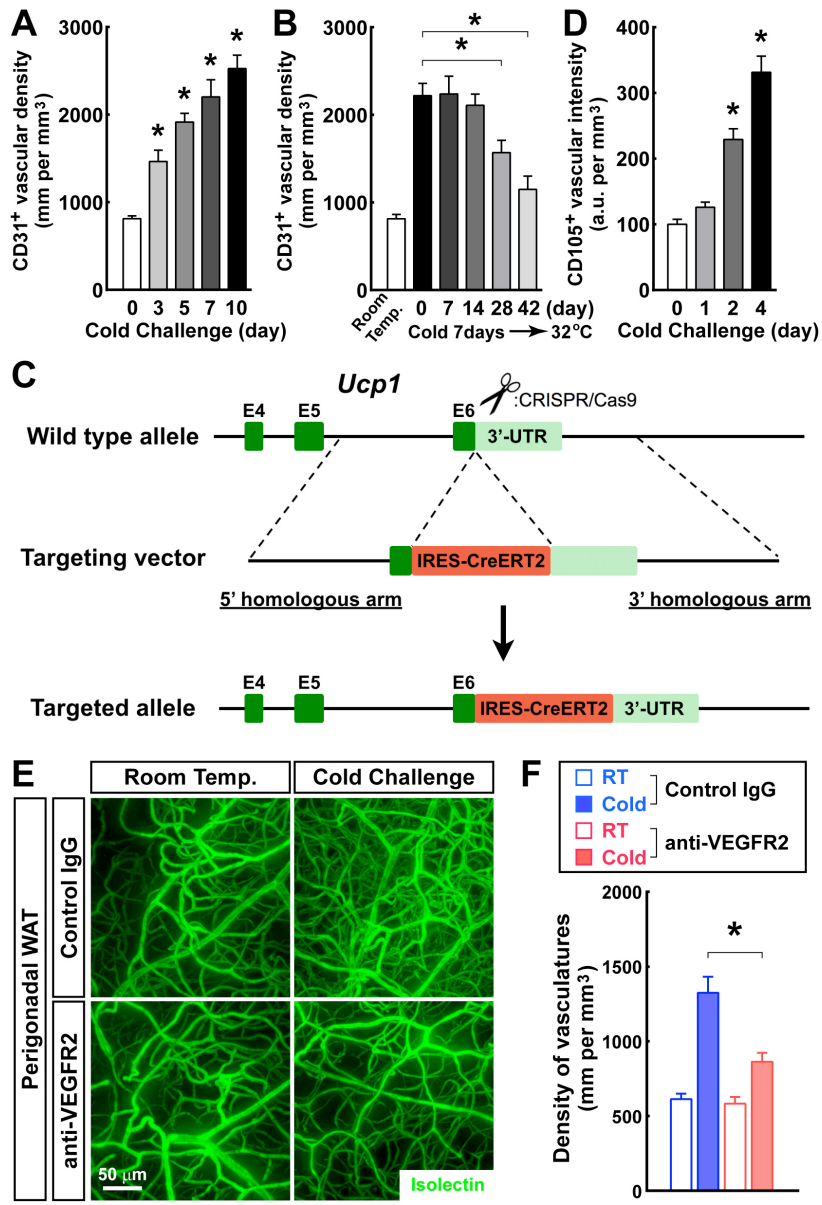 A
CD31+ vascular density
(mm per mm3)
3000
2000
1000
0
*
*
*
*
0 3 5 7 10
Cold Challenge (day)
B
CD31+ vascular density
(mm per mm3)
3000
2000
1000
0
*
*
Room
Temp.
0 7 14 28 42 (day)
Cold 7days → 32°C
D
CD105+ vascular intensity
(a.u. per mm3)
400
300
200
100
0
*
*
0 1 2 4
Cold Challenge (day)
C
Ucp1
:CRISPR/Cas9
E4 E5 E6
Wild type allele
3’-UTR
Targeting vector
IRES-CreERT2
5’ homologous arm
3’ homologous arm
E4 E5 E6
Targeted allele
IRES-CreERT2
3’-UTR
E
Room Temp.
Cold Challenge
Perigonadal WAT
Control IgG
anti-VEGFR2
50 μm
Isolectin
F
RT
Cold
Control IgG
RT
Cold
anti-VEGFR2
Density of vasculatures
(mm per mm3)
2000
1500
1000
500
0
*